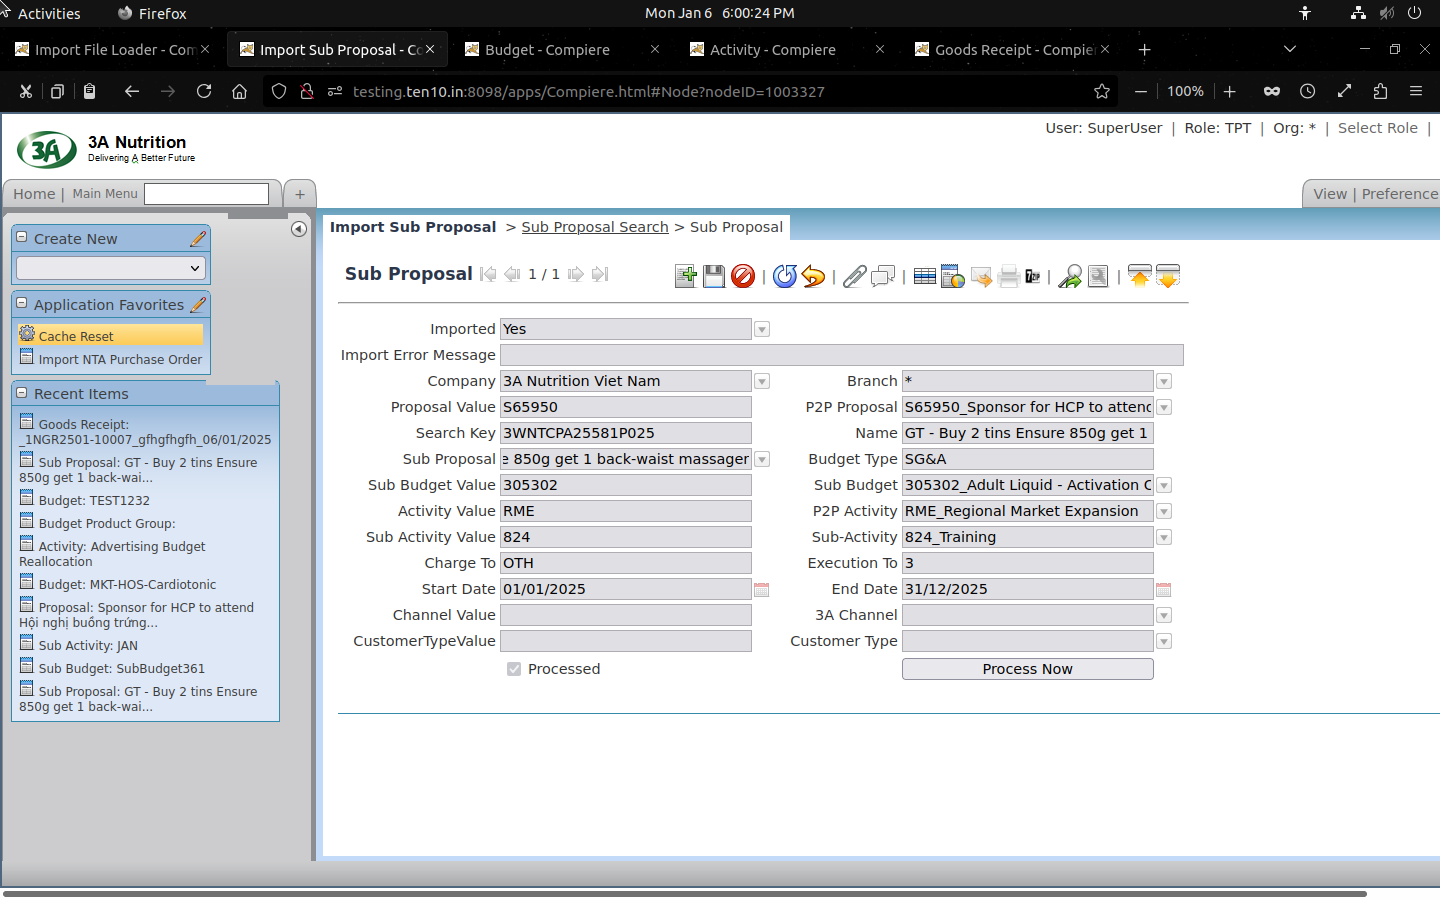 Activities
Firefox
Mon Jan 6 6:00:24 PM
Import File Loader - Com
Import Sub Proposal - Co
Budget - Compiere
Activity - Compiere
Goods Receipt - Compie
testing.ten10.in:8098/apps/Compiere.html#Node?nodeID=1003327
100%
3A
3A Nutrition
Delivering A Better Future
User: SuperUser | Role: TPT | Org: * | Select Role |
Home | Main Menu
+
View | Preference
Create New
Application Favorites
Cache Reset
Import NTA Purchase Order
Recent Items
Goods Receipt:
_1NGR2501-10007_gfhgfhgfh_06/01/2025
Sub Proposal: GT - Buy 2 tins Ensure
850g get 1 back-wai...
Budget: TEST1232
Budget Product Group:
Activity: Advertising Budget
Reallocation
Budget: MKT-HOS-Cardiotonic
Proposal: Sponsor for HCP to attend
Hội nghị buồng trứng...
Sub Activity: JAN
Sub Budget: SubBudget361
Sub Proposal: GT - Buy 2 tins Ensure
850g get 1 back-wai...
Import Sub Proposal > Sub Proposal Search > Sub Proposal
Sub Proposal
1 / 1
Imported Yes
Import Error Message
Company 3A Nutrition Viet Nam
Branch *
Proposal Value S65950
P2P Proposal S65950_Sponsor for HCP to attend
Search Key 3WNTCPA25581P025
Name GT - Buy 2 tins Ensure 850g get 1
Sub Proposal e 850g get 1 back-waist massager
Budget Type SG&A
Sub Budget Value 305302
Sub Budget 305302_Adult Liquid - Activation C
Activity Value RME
P2P Activity RME_Regional Market Expansion
Sub Activity Value 824
Sub-Activity 824_Training
Charge To OTH
Execution To 3
Start Date 01/01/2025
End Date 31/12/2025
Channel Value
3A Channel
CustomerTypeValue
Customer Type
Processed
Process Now